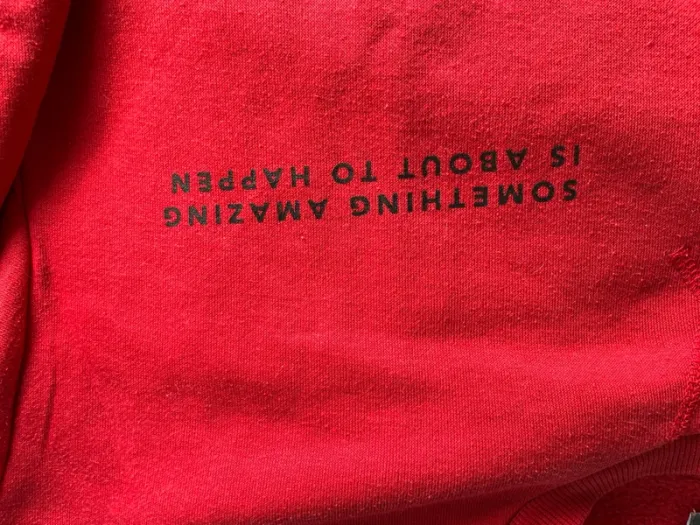 SOMETHING AMAZING
IS ABOUT TO HAPPEN